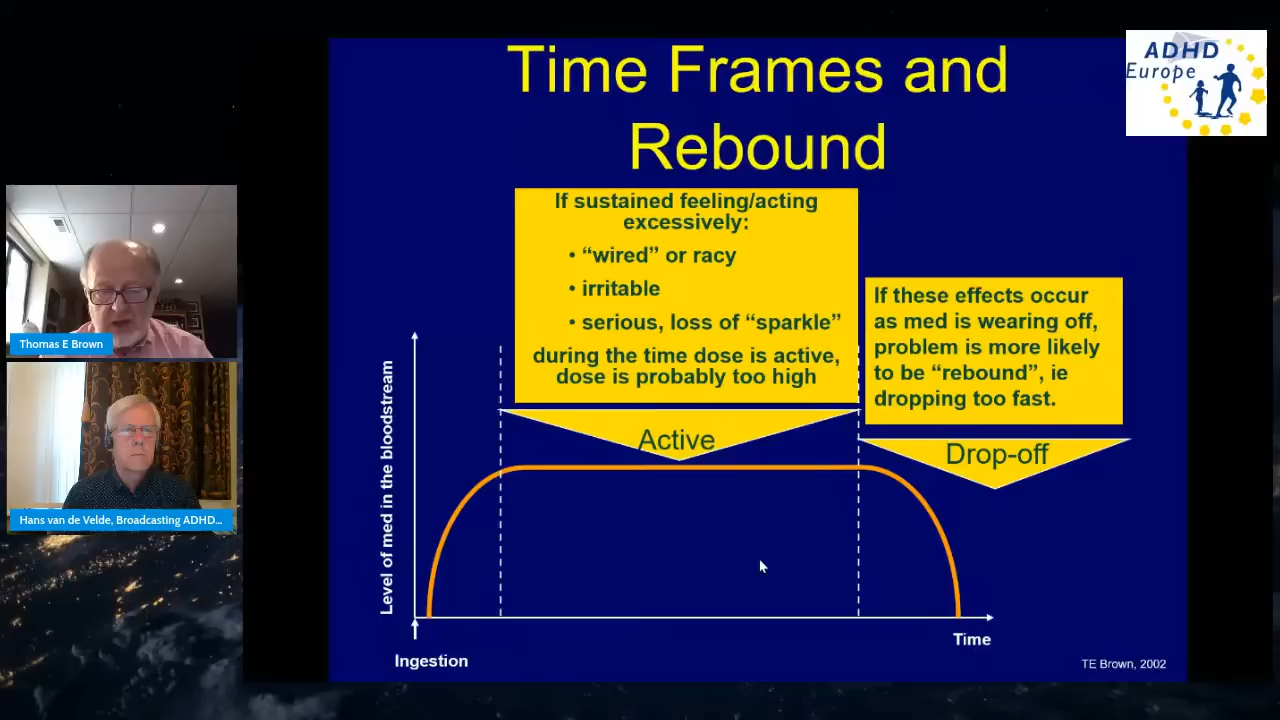 Time Frames and
Rebound
ADHD
Europe
If sustained feeling/acting
excessively:
• “wired” or racy
• irritable
• serious, loss of “sparkle”
during the time dose is active,
dose is probably too high
If these effects occur
as med is wearing off,
problem is more likely
to be “rebound”, ie
dropping too fast.
Active
Drop-off
Level of med in the bloodstream
Ingestion
Time
TE Brown, 2002
Thomas E Brown
Hans van de Velde, Broadcasting ADHD...